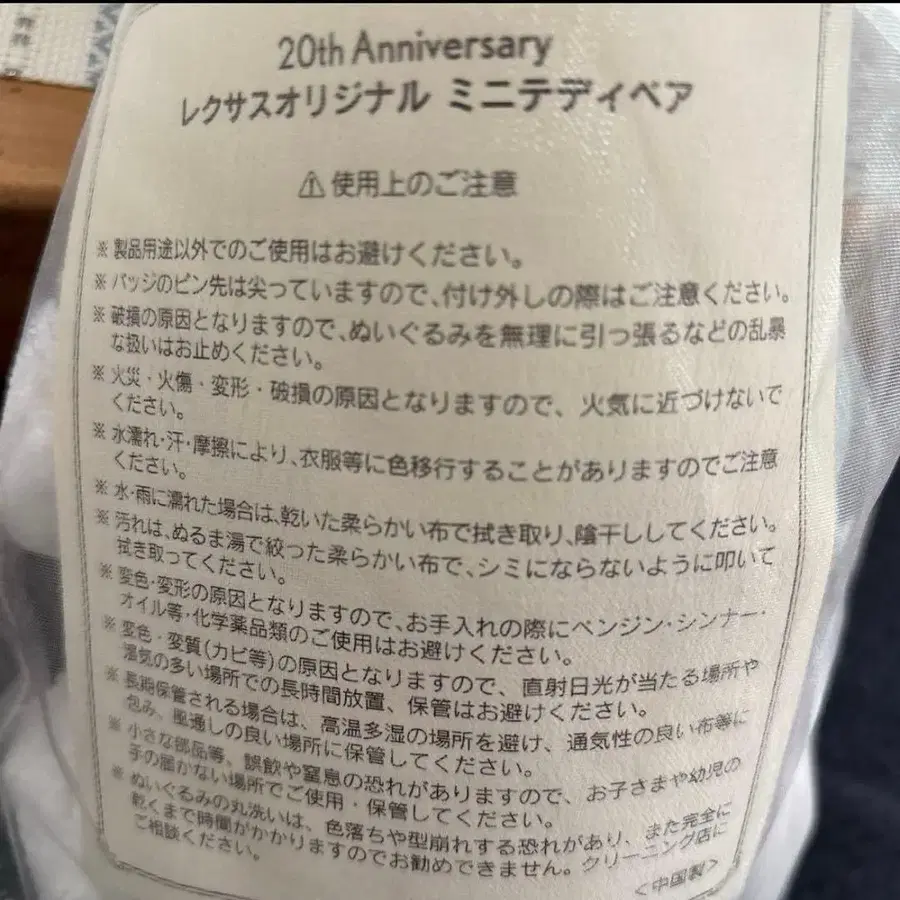 20th Anniversary
レクサスオリジナル ミニテディベア
⚠使用上のご注意
※ 製品用途以外でのご使用はお避けください。
※ バッジのピン先は尖っていますので、付け外しの際はご注意ください。
※ 破損の原因となりますので、ぬいぐるみを無理に引っ張るなどの乱暴
な扱いはお止めください。
※ 火災・火傷・変形・破損の原因となりますので、火気に近づけないで
ください。
※ 水濡れ・汗・摩擦により、衣服等に色移行することがありますのでご注意
ください。
※ 水・雨に濡れた場合は、乾いた柔らかい布で拭き取り、陰干ししてください。
※ 汚れは、ぬるま湯で絞った柔らかい布で、シミにならないように叩いて
拭き取ってください。
※ 変色・変形の原因となりますので、お手入れの際にベンジン・シンナー・
オイル等・化学薬品類のご使用はお避けください。
※ 変色・変質(カビ等)の原因となりますので、直射日光が当たる場所や
湿気の多い場所での長時間放置、保管はお避けください。
※ 長期保管される場合は、高温多湿の場所を避け、通気性の良い布等に
包み、風通しの良い場所に保管してください。
※ 小さな部品等、誤飲や窒息の恐れがありますので、お子さまや幼児の
手の届かない場所でご使用・保管してください。
※ ぬいぐるみの丸洗いは、色落ちや型崩れする恐れがあり、また完全に
乾くまで時間がかかりますのでお勧めできません。クリーニング店に
ご相談ください。
<中国製>